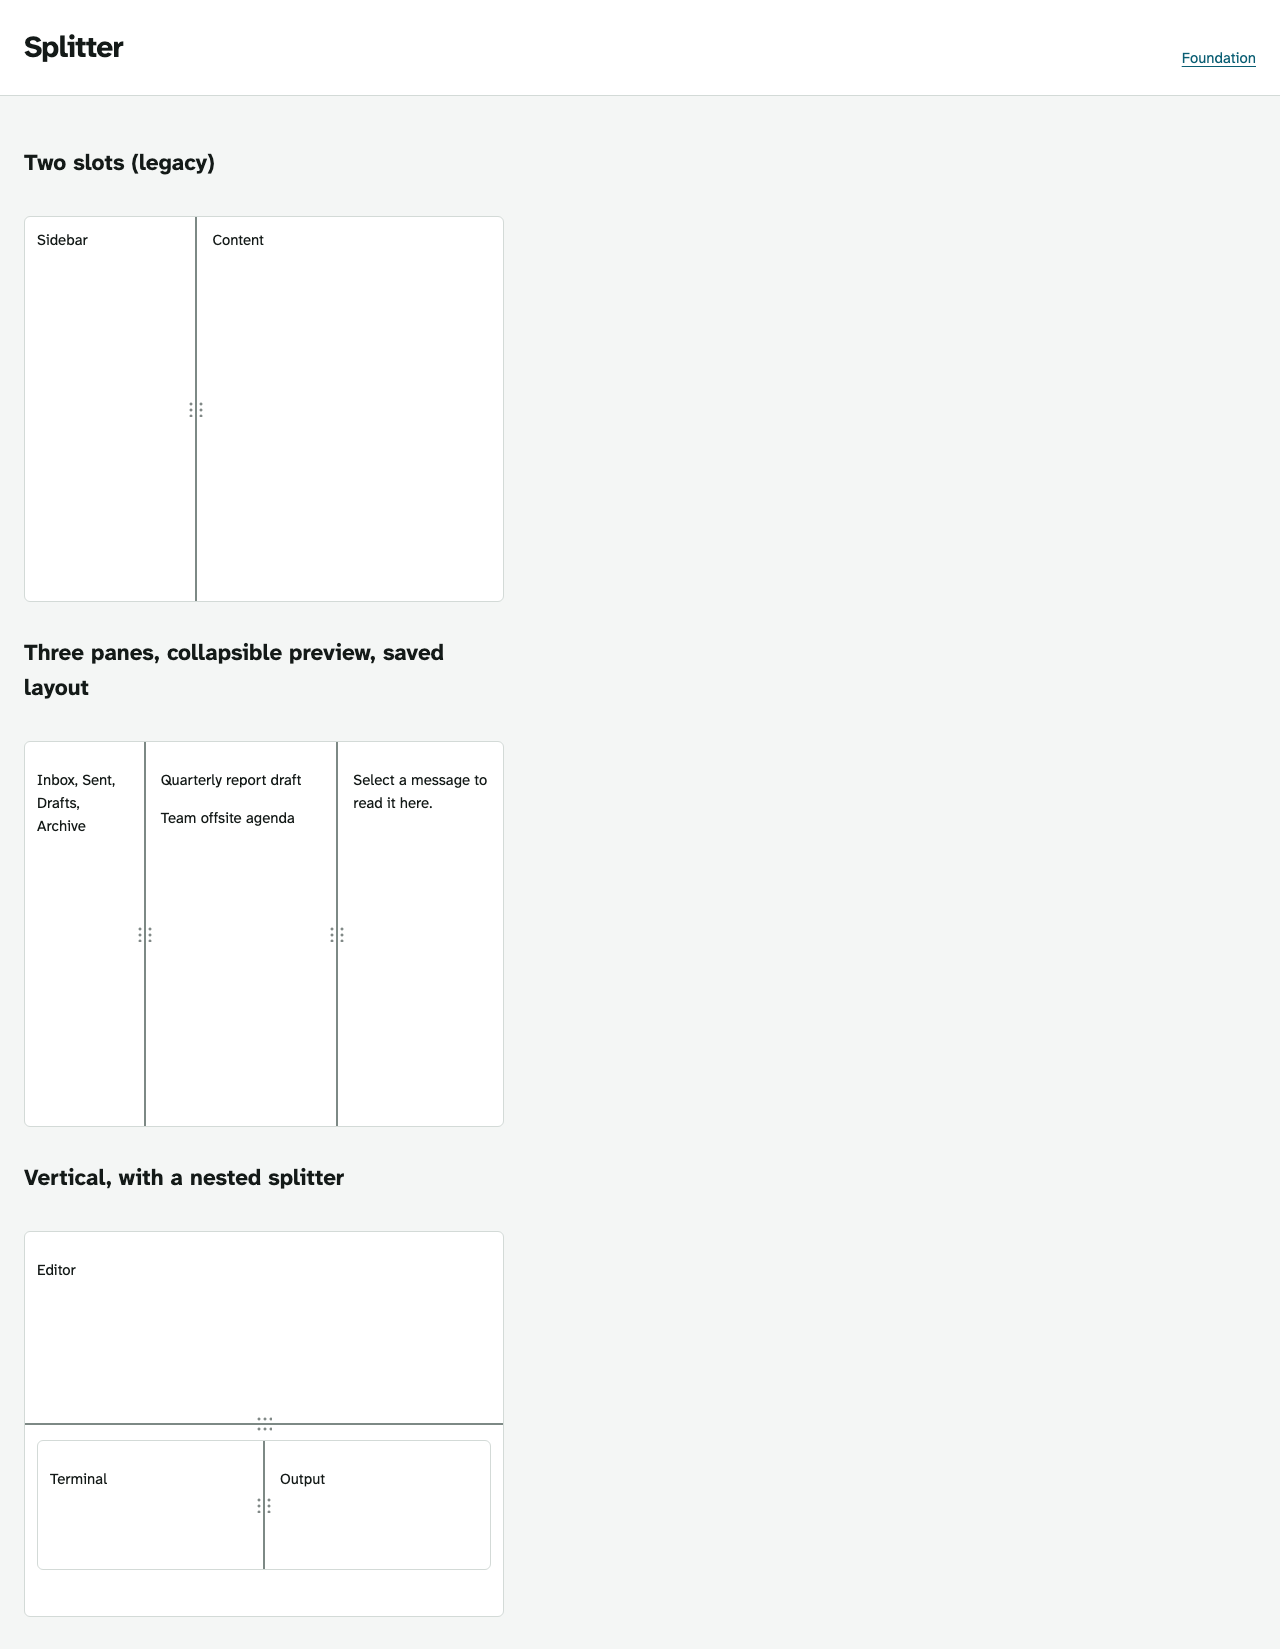 Splitter
Foundation
Two slots (legacy)
Sidebar
Content
Three panes, collapsible preview, saved
layout
Inbox, Sent,
Drafts,
Archive
Quarterly report draft
Team offsite agenda
Select a message to
read it here.
Vertical, with a nested splitter
Editor
Terminal
Output